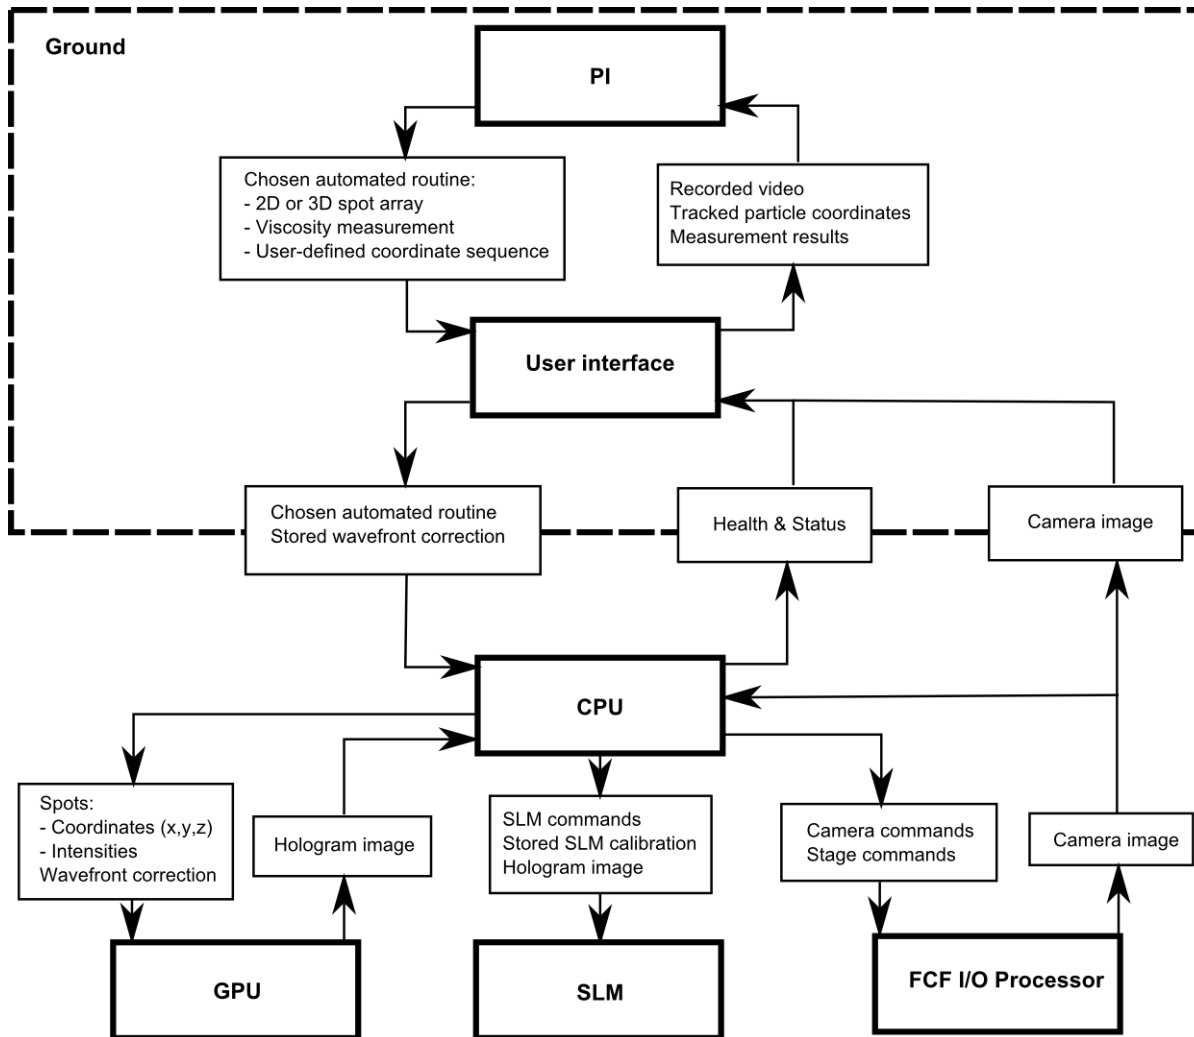 Ground
PI
Chosen automated routine:
- 2D or 3D spot array
- Viscosity measurement
- User-defined coordinate sequence
Recorded video
Tracked particle coordinates
Measurement results
User interface
Chosen automated routine
Stored wavefront correction
Health & Status
Camera image
CPU
Spots:
- Coordinates (x,y,z)
- Intensities
Wavefront correction
Hologram image
SLM commands
Stored SLM calibration
Hologram image
Camera commands
Stage commands
Camera image
GPU
SLM
FCF I/O Processor